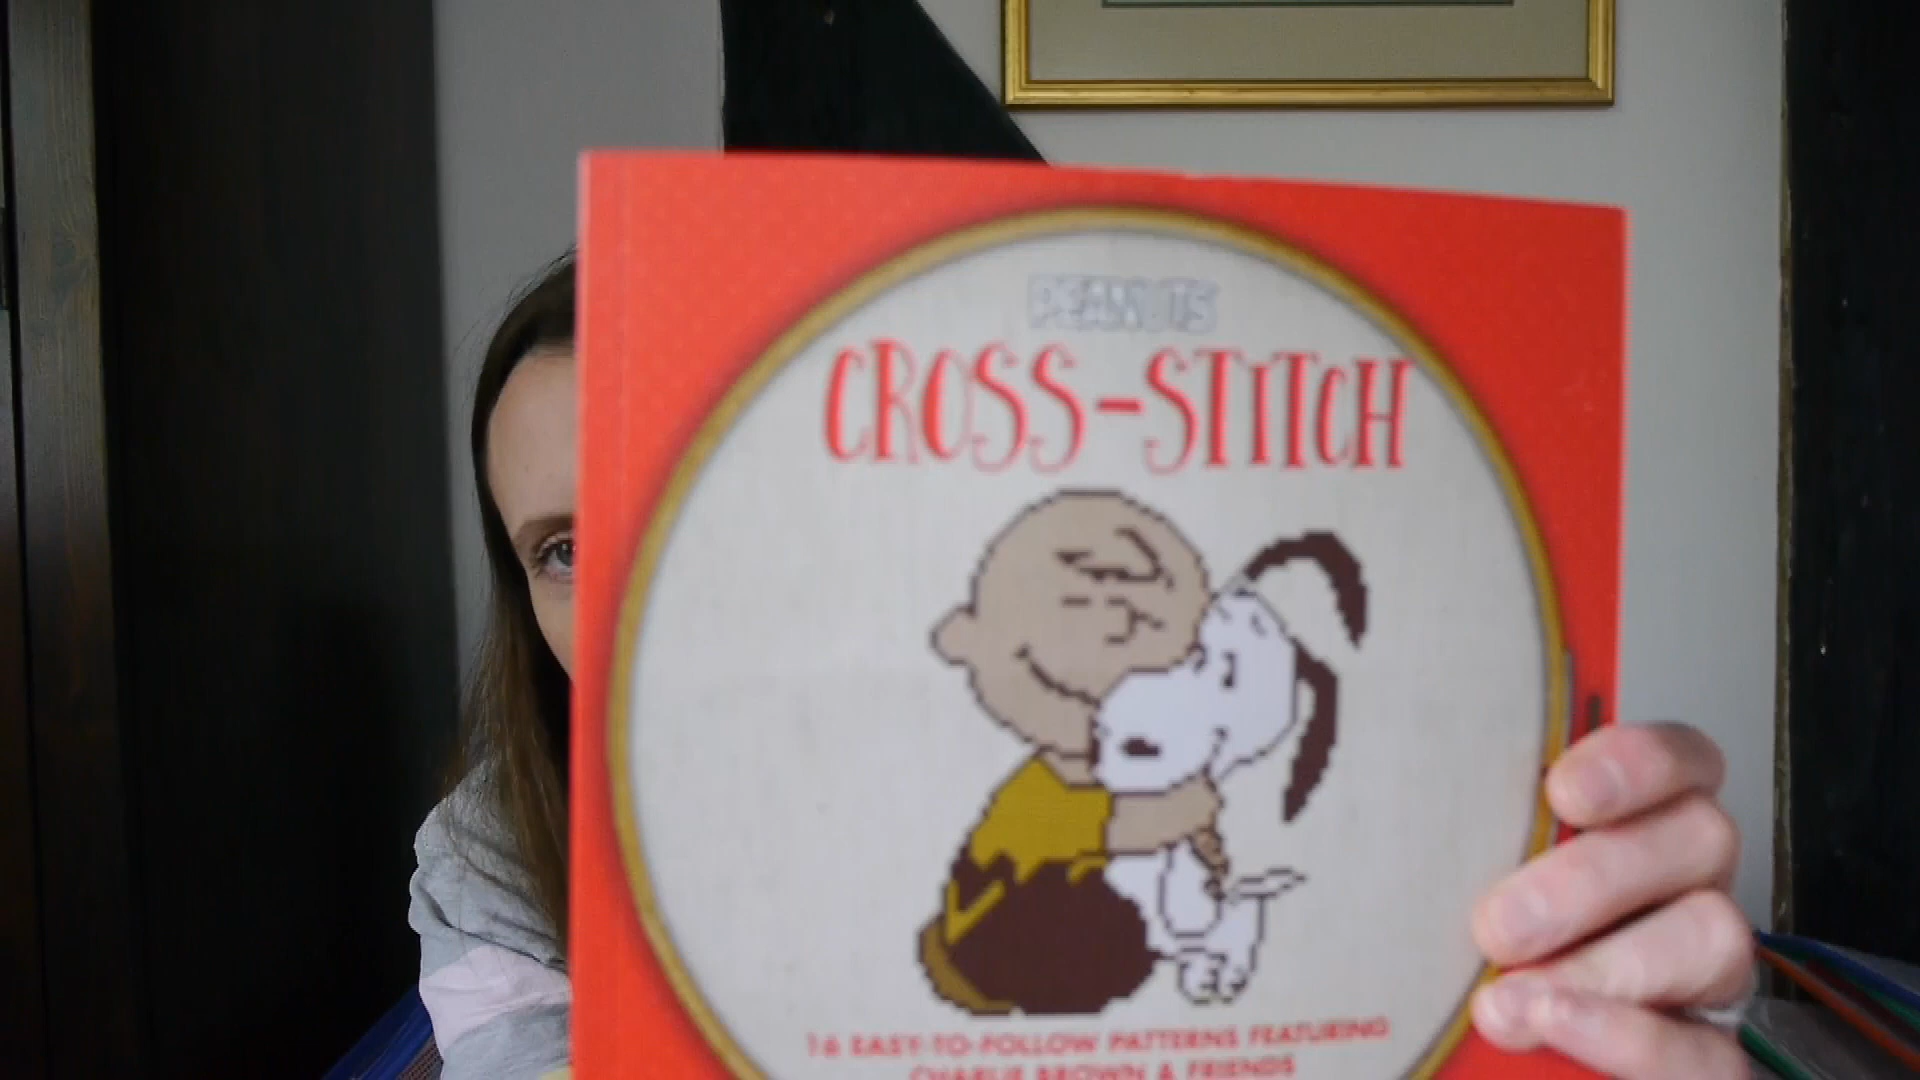 PEANUTS
CROSS-STITCH
16 EASY-TO-FOLLOW PATTERNS FEATURING
CHARLIE BROWN & FRIENDS